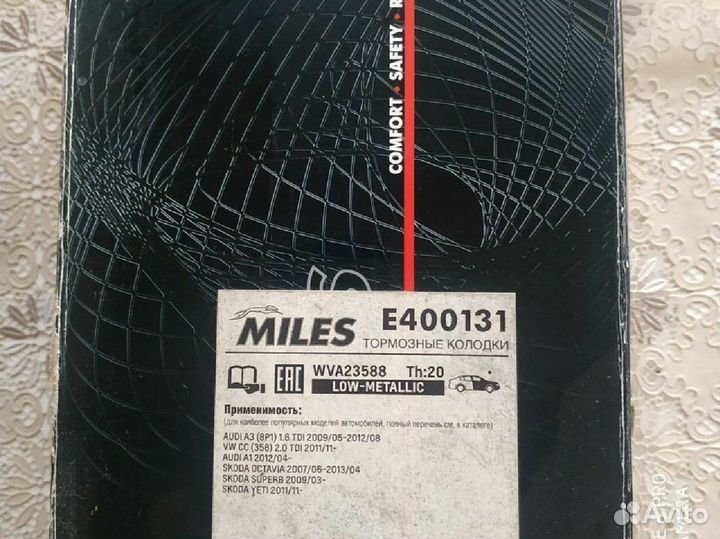 COMFORT • SAFETY • R
S
MILES
E400131
ТОРМОЗНЫЕ КОЛОДКИ
EAC
WVA23588 Th:20
LOW-METALLIC
Применимость:
(для наиболее популярных моделей автомобилей, полный перечень см. в каталоге)
AUDI A3 (8P1) 1.6 TDI 2009/05-2012/08
VW CC (358) 2.0 TDI 2011/11-
AUDI A1 2012/04-
SKODA OCTAVIA 2007/06-2013/04
SKODA SUPERB 2009/03-
SKODA YETI 2011/11-
E PRO
MERA
Avito